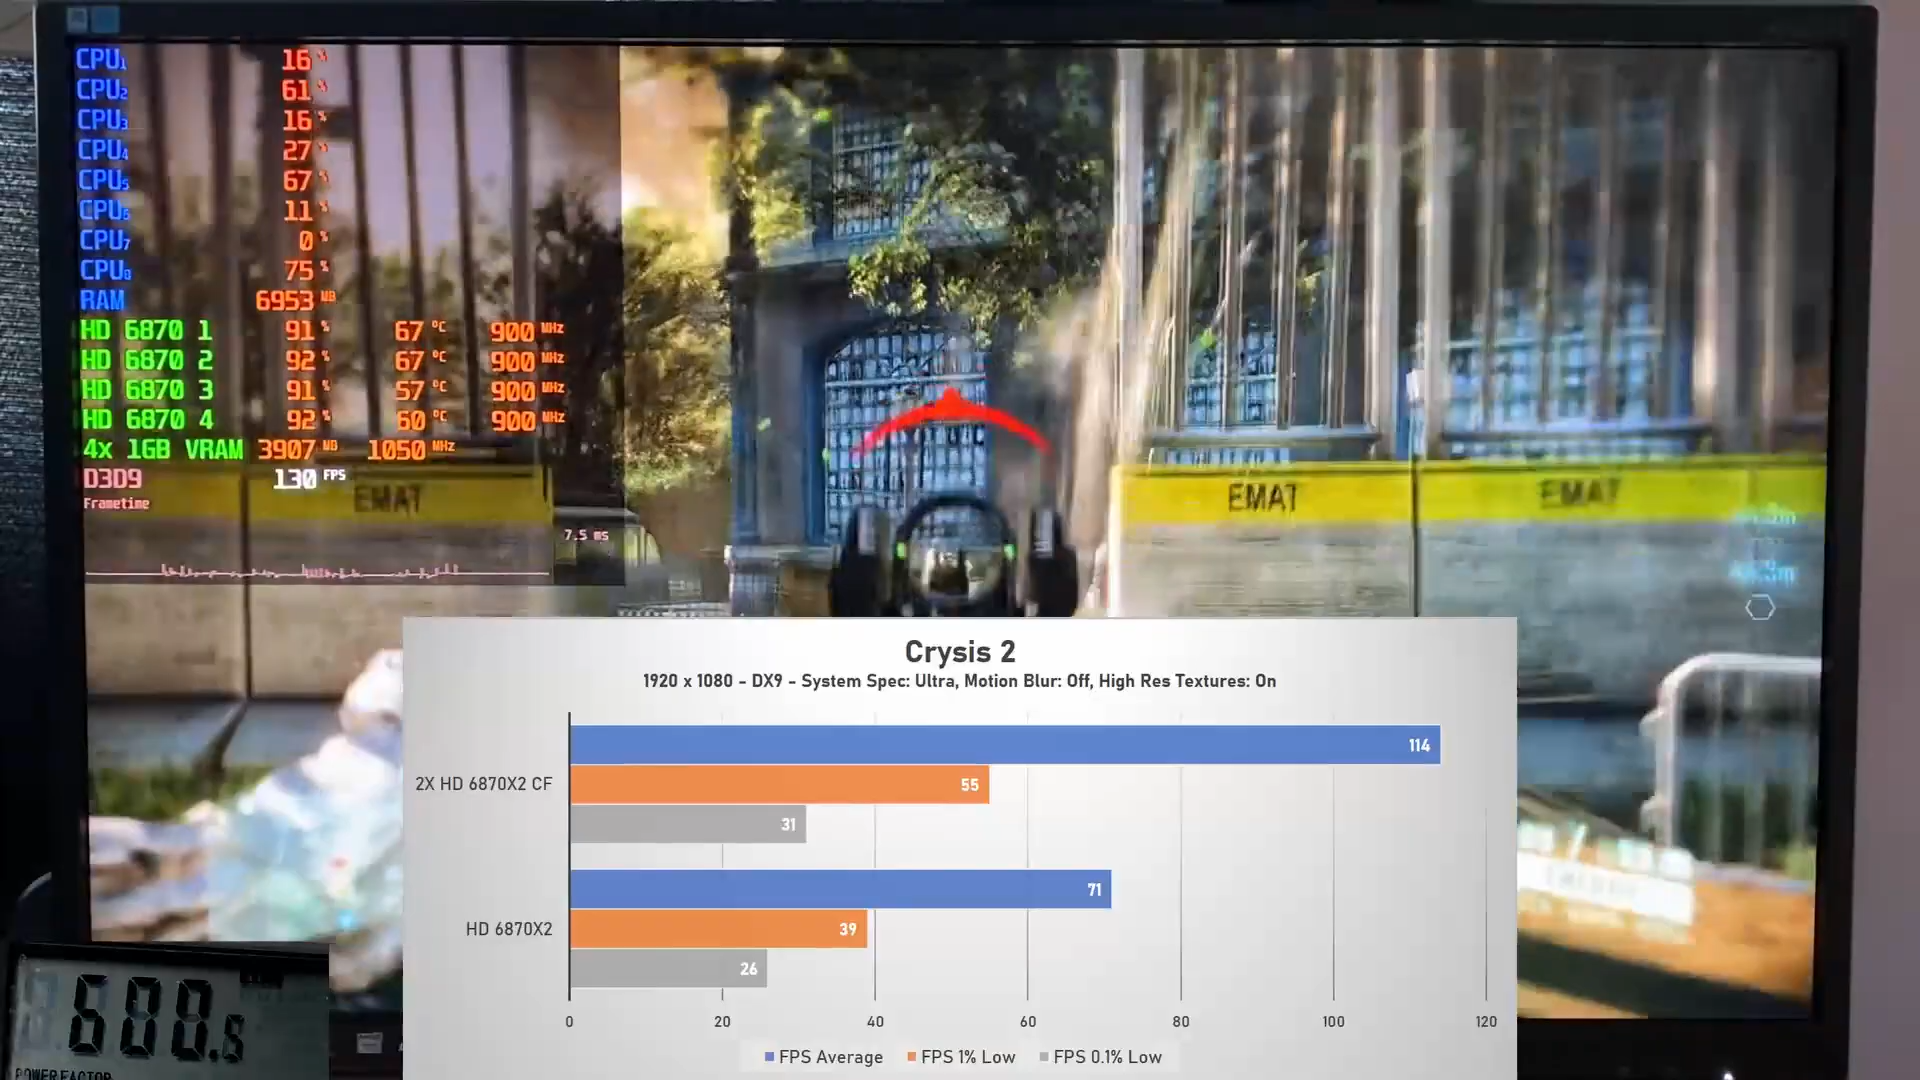 CPU1 16 %
CPU2 61 %
CPU3 16 %
CPU4 27 %
CPU5 67 %
CPU6 11 %
CPU7 0 %
CPU8 75 %
RAM 6953 MB
HD 6870 1 91 % 67 °C 900 MHz
HD 6870 2 92 % 67 °C 900 MHz
HD 6870 3 91 % 57 °C 900 MHz
HD 6870 4 92 % 60 °C 900 MHz
4x 1GB VRAM 3907 MB 1050 MHz
D3D9 130 FPS
Frametime
7.5 ms
EMAT
EMAT
EMAT
Crysis 2
1920 x 1080 - DX9 - System Spec: Ultra, Motion Blur: Off, High Res Textures: On
2X HD 6870X2 CF
114
55
31
HD 6870X2
71
39
26
0 20 40 60 80 100 120
FPS Average FPS 1% Low FPS 0.1% Low
POWER FACTOR